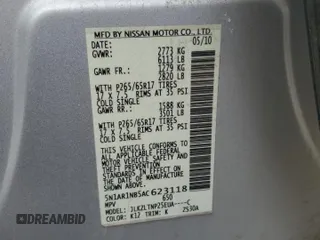 MFD BY NISSAN MOTOR CO., LTD.
DATE: 05/10
GVWR: 2773 KG
6113 LB
GAWR FR.: 1279 KG
2820 LB
W/ P265/65R17 TIRES
17 x 7.5 RIMS AT 35 PSI
COLD SINGLE
GAWR RR.: 1588 KG
3501 LB
W/ P265/65R17 TIRES
17 x 7.5 RIMS AT 35 PSI
COLD SINGLE
THIS VEHICLE CONFORMS TO ALL
APPLICABLE FEDERAL MOTOR VEHICLE
SAFETY AND THEFT PREVENTION
STANDARDS IN EFFECT ON THE DATE
OF MANUFACTURE SHOWN ABOVE.
5N1AR1NB5AC623118
MPV 650
MODEL: JLKZLTNPZ5EUA-----C
COLOR: K12 TRIM: K 2530A